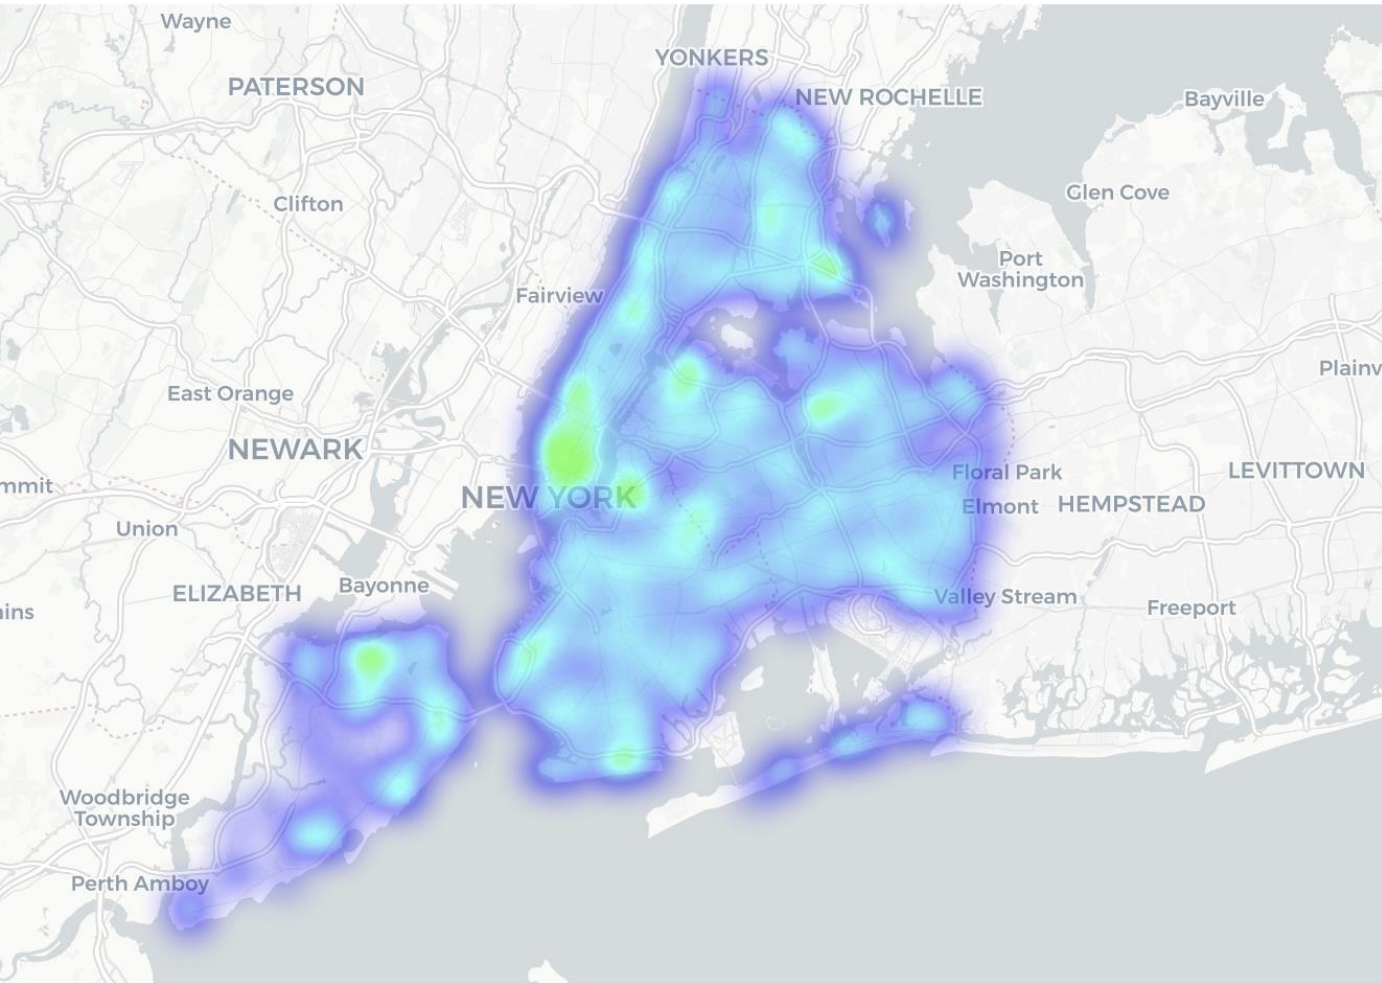 Wayne
YONKERS
PATERSON
NEW ROCHELLE
Bayville
Clifton
Glen Cove
Port
Washington
Fairview
Plainv
East Orange
NEWARK
Floral Park
LEVITTOWN
mmit
NEW YORK
Elmont
HEMPSTEAD
Union
Bayonne
ELIZABETH
Valley Stream
Freeport
ains
Woodbridge
Township
Perth Amboy